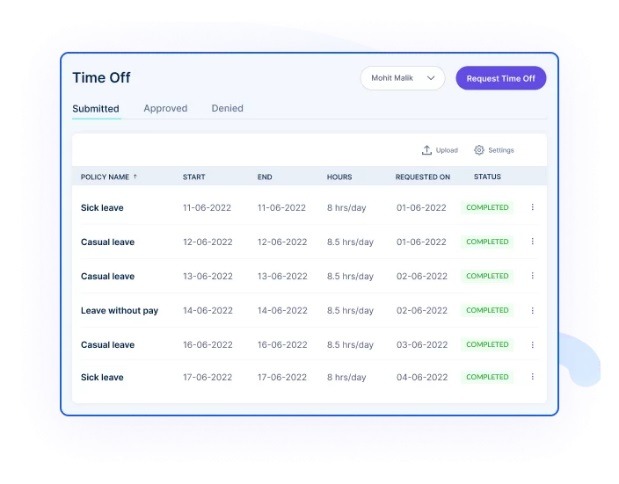 Time Off
Mohit Malik
Request Time Off
Submitted Approved Denied
Upload Settings
POLICY NAME ↑ START END HOURS REQUESTED ON STATUS
Sick leave 11-06-2022 11-06-2022 8 hrs/day 01-06-2022 COMPLETED
Casual leave 12-06-2022 12-06-2022 8.5 hrs/day 01-06-2022 COMPLETED
Casual leave 13-06-2022 13-06-2022 8.5 hrs/day 02-06-2022 COMPLETED
Leave without pay 14-06-2022 14-06-2022 8.5 hrs/day 02-06-2022 COMPLETED
Casual leave 16-06-2022 16-06-2022 8.5 hrs/day 03-06-2022 COMPLETED
Sick leave 17-06-2022 17-06-2022 8 hrs/day 04-06-2022 COMPLETED